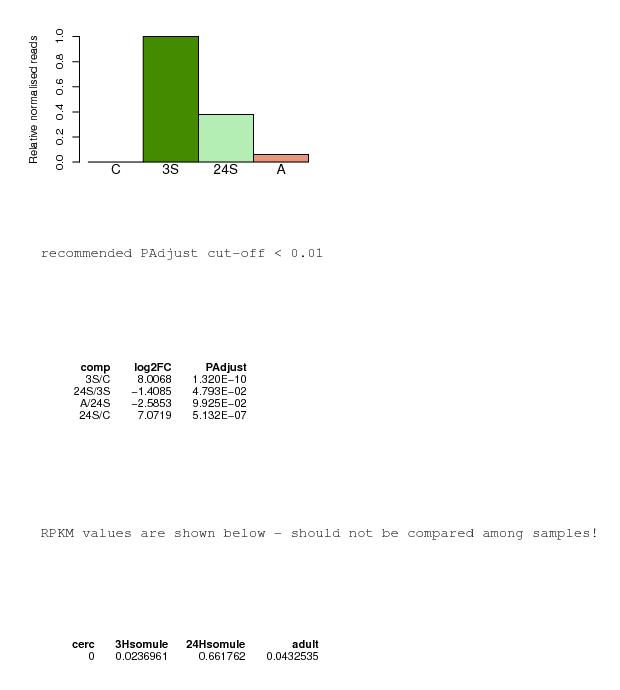 Relative normalised reads
1.0
0.8
0.6
0.4
0.2
0.0
C 3S 24S A
recommended PAdjust cut-off < 0.01
comp log2FC PAdjust
3S/C 8.0068 1.320E−10
24S/3S −1.4085 4.793E−02
A/24S −2.5853 9.925E−02
24S/C 7.0719 5.132E−07
RPKM values are shown below - should not be compared among samples!
cerc 3Hsomule 24Hsomule adult
0 0.0236961 0.661762 0.0432535